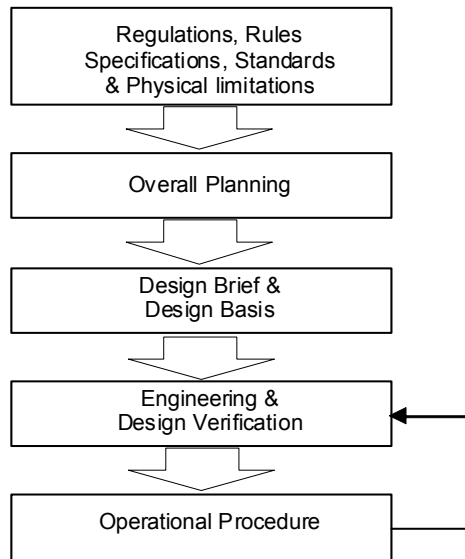 Regulations, Rules
Specifications, Standards
& Physical limitations
Overall Planning
Design Brief &
Design Basis
Engineering &
Design Verification
Operational Procedure